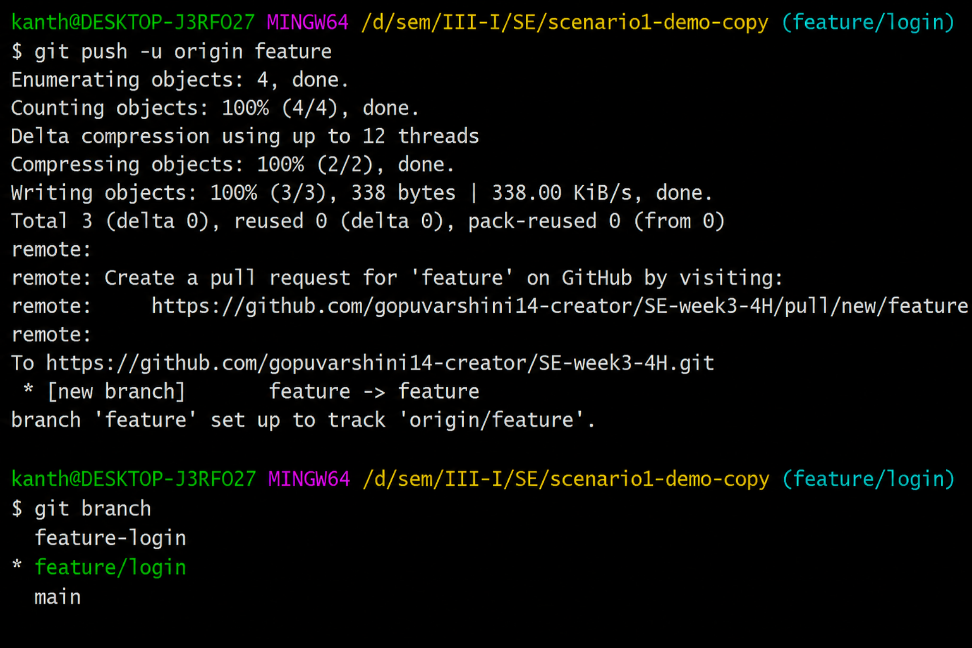 kanth@DESKTOP-J3RFO27 MINGW64 /d/sem/III-I/SE/scenario1-demo-copy (feature/login)
$ git push -u origin feature
Enumerating objects: 4, done.
Counting objects: 100% (4/4), done.
Delta compression using up to 12 threads
Compressing objects: 100% (2/2), done.
Writing objects: 100% (3/3), 338 bytes | 338.00 KiB/s, done.
Total 3 (delta 0), reused 0 (delta 0), pack-reused 0 (from 0)
remote:
remote: Create a pull request for 'feature' on GitHub by visiting:
remote:     https://github.com/gopuvarshini14-creator/SE-week3-4H/pull/new/feature
remote:
To https://github.com/gopuvarshini14-creator/SE-week3-4H.git
 * [new branch]       feature -> feature
branch 'feature' set up to track 'origin/feature'.

kanth@DESKTOP-J3RFO27 MINGW64 /d/sem/III-I/SE/scenario1-demo-copy (feature/login)
$ git branch
  feature-login
* feature/login
  main